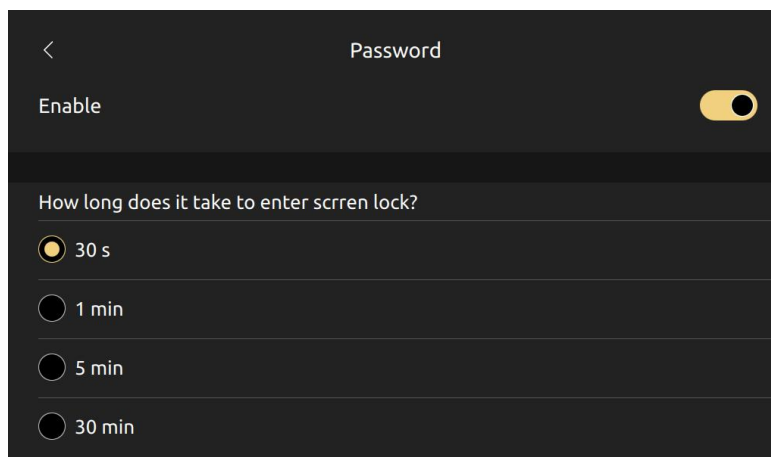 Password
Enable
How long does it take to enter scrren lock?
30 s
1 min
5 min
30 min